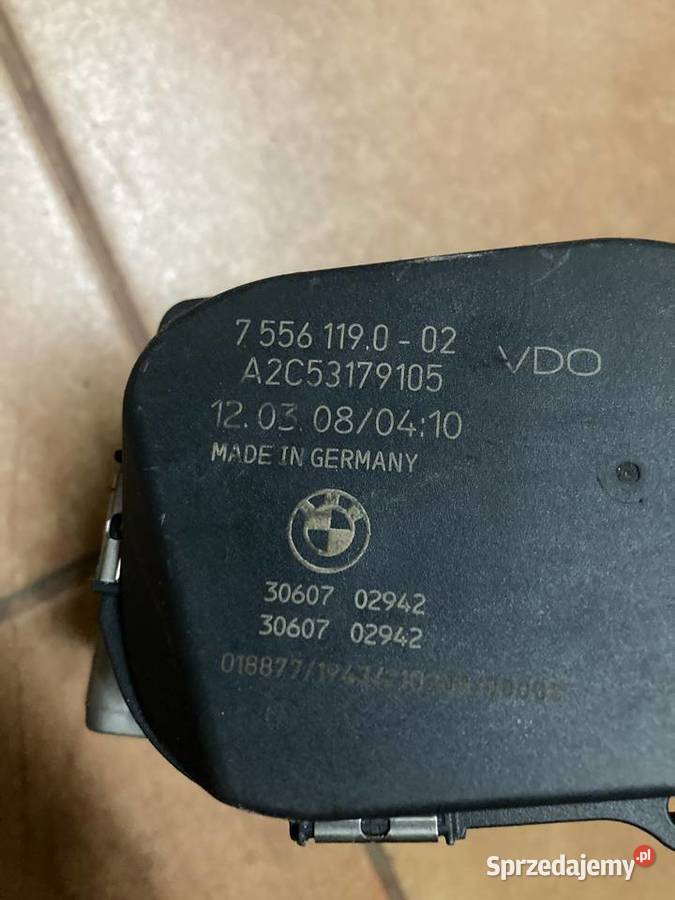 7 556 119.0 - 02
VDO
A2C53179105
12.03.08/04:10
MADE IN GERMANY
BMW
30607 02942
30607 02942
Sprzedajemy.pl